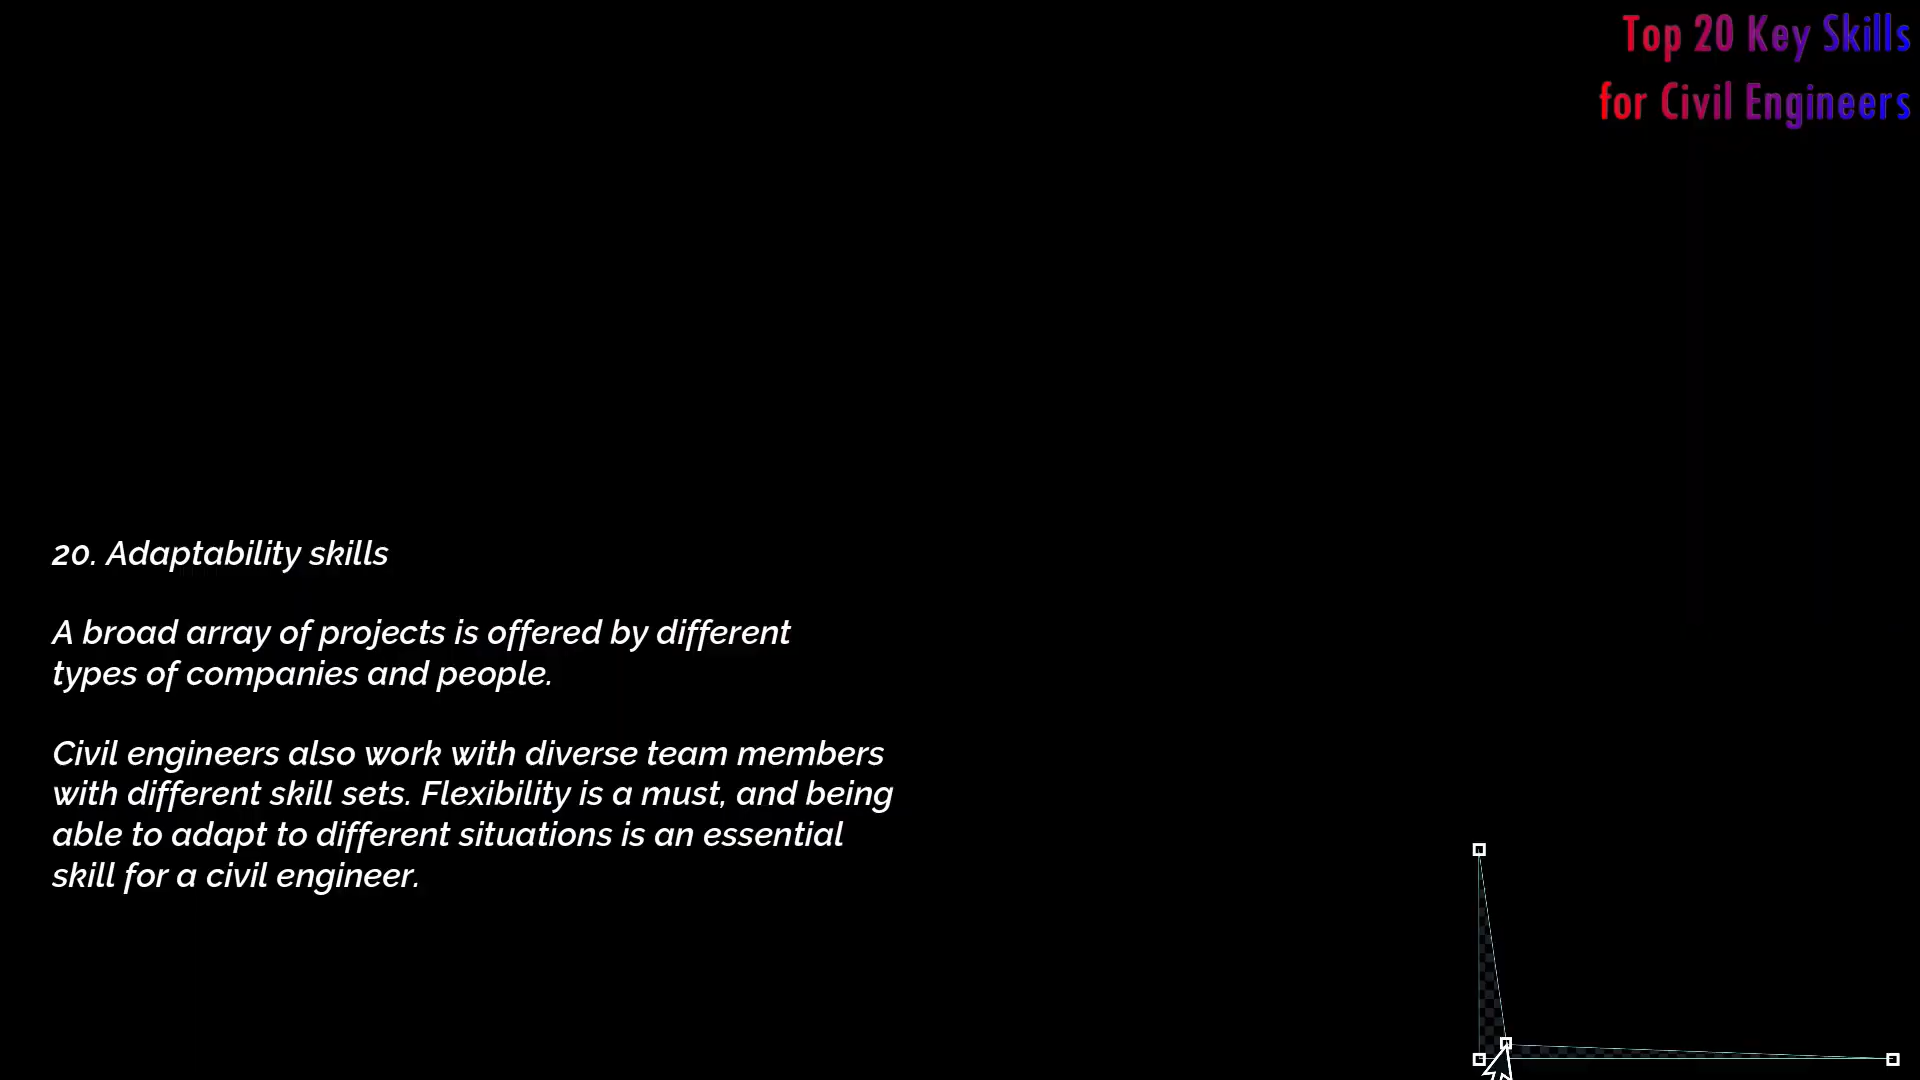 Top 20 Key Skills
for Civil Engineers
20. Adaptability skills
A broad array of projects is offered by different
types of companies and people.
Civil engineers also work with diverse team members
with different skill sets. Flexibility is a must, and being
able to adapt to different situations is an essential
skill for a civil engineer.